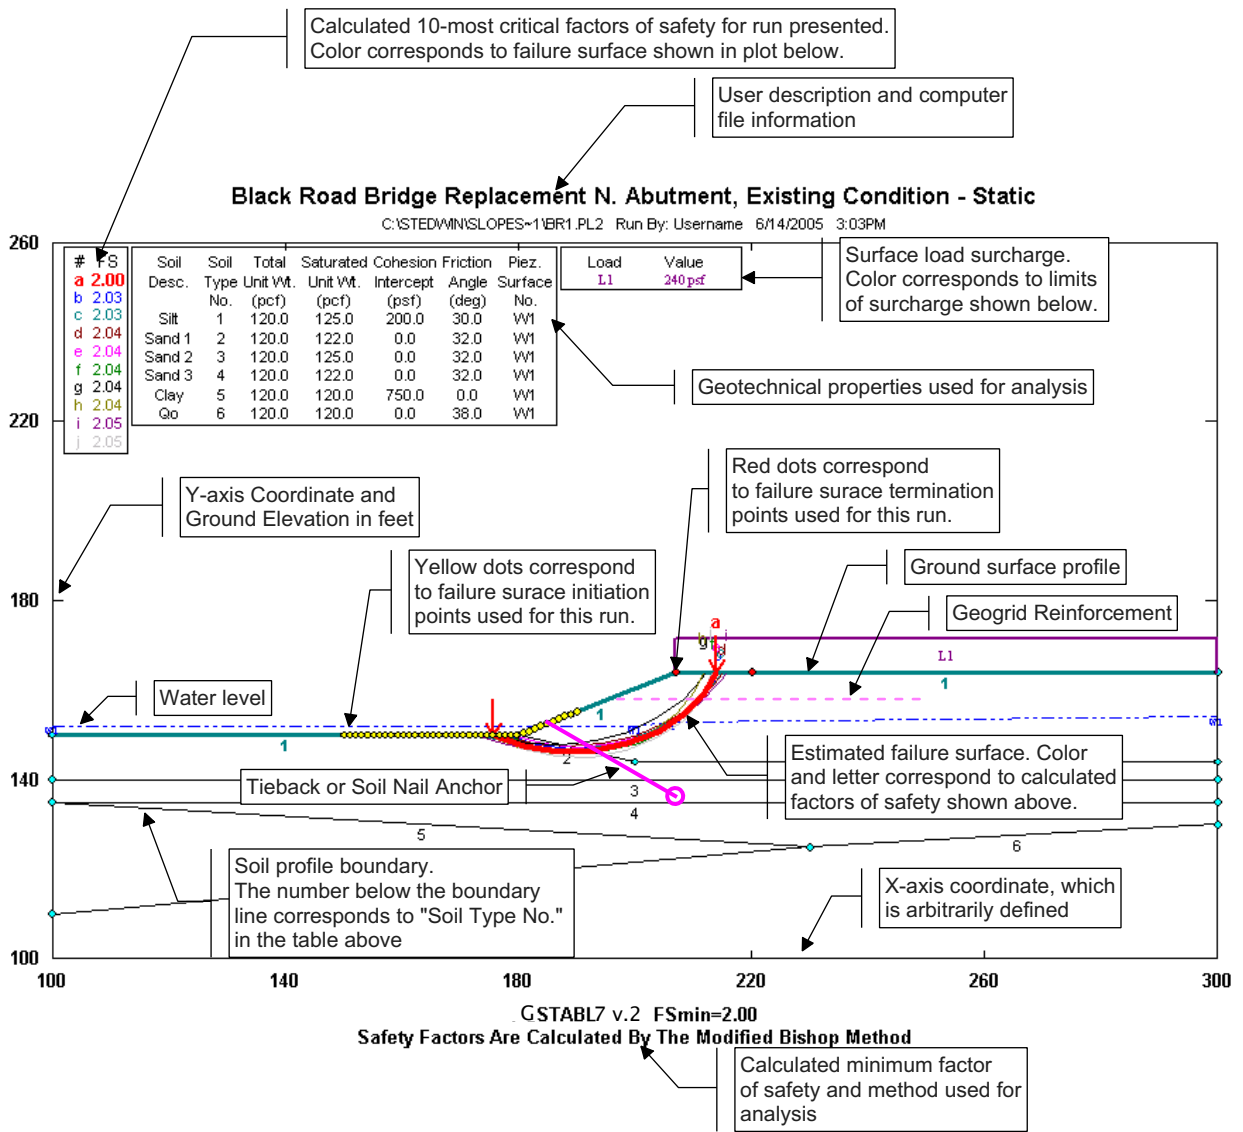 Calculated 10-most critical factors of safety for run presented.
Color corresponds to failure surface shown in plot below.
User description and computer
file information
Black Road Bridge Replacement N. Abutment, Existing Condition - Static
C:\STEDWIN\SLOPES~1\BR1.PL2 Run By: Username 6/14/2005 3:03PM
# FS
a 2.00
b 2.03
c 2.03
d 2.04
e 2.04
f 2.04
g 2.04
h 2.04
i 2.05
j 2.05
Soil Soil Total Saturated Cohesion Friction Piez.
Desc. Type Unit Wt. Unit Wt. Intercept Angle Surface
No. (pcf) (pcf) (psf) (deg) No.
Silt 1 120.0 125.0 200.0 30.0 W1
Sand 1 2 120.0 122.0 0.0 32.0 W1
Sand 2 3 120.0 125.0 0.0 32.0 W1
Sand 3 4 120.0 122.0 0.0 32.0 W1
Clay 5 120.0 120.0 750.0 0.0 W1
Qo 6 120.0 120.0 0.0 38.0 W1
Load Value
L1 240 psf
Surface load surcharge.
Color corresponds to limits
of surcharge shown below.
Geotechnical properties used for analysis
Y-axis Coordinate and
Ground Elevation in feet
Red dots correspond
to failure surace termination
points used for this run.
Yellow dots correspond
to failure surace initiation
points used for this run.
Ground surface profile
Geogrid Reinforcement
Water level
Tieback or Soil Nail Anchor
Estimated failure surface. Color
and letter correspond to calculated
factors of safety shown above.
Soil profile boundary.
The number below the boundary
line corresponds to "Soil Type No."
in the table above
X-axis coordinate, which
is arbitrarily defined
260
220
180
140
100
a
h
g
L1
1
1
1
2
3
4
5
6
W1
W1
W1
100 140 180 220 260 300
GSTABL7 v.2 FSmin=2.00
Safety Factors Are Calculated By The Modified Bishop Method
Calculated minimum factor
of safety and method used for
analysis